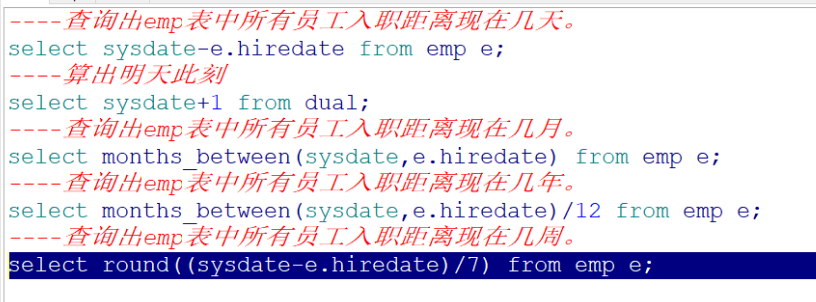 ----查询出emp表中所有员工入职距离现在几天。
select sysdate-e.hiredate from emp e;
----算出明天此刻
select sysdate+1 from dual;
----查询出emp表中所有员工入职距离现在几月。
select months_between(sysdate,e.hiredate) from emp e;
----查询出emp表中所有员工入职距离现在几年。
select months_between(sysdate,e.hiredate)/12 from emp e;
----查询出emp表中所有员工入职距离现在几周。
select round((sysdate-e.hiredate)/7) from emp e;